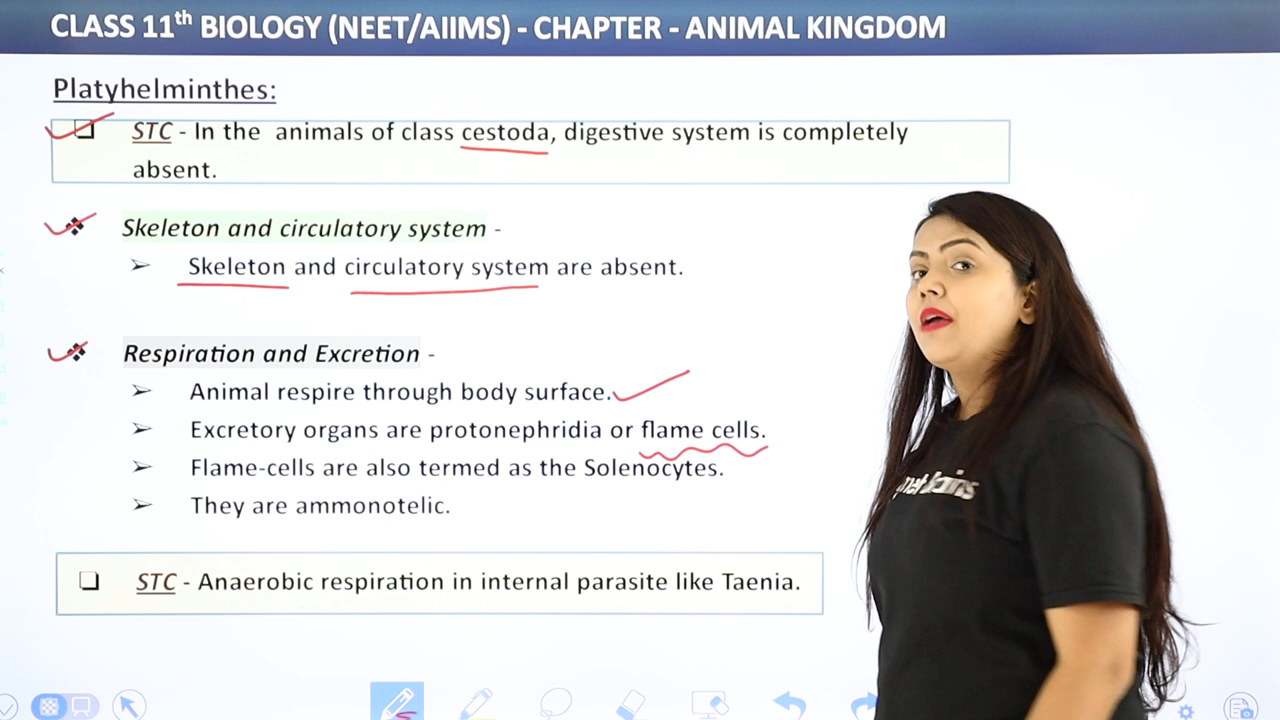 CLASS 11th BIOLOGY (NEET/AIIMS) - CHAPTER - ANIMAL KINGDOM
Platyhelminthes:
STC - In the animals of class cestoda, digestive system is completely
absent.
Skeleton and circulatory system -
Skeleton and circulatory system are absent.
Respiration and Excretion -
Animal respire through body surface.
Excretory organs are protonephridia or flame cells.
Flame-cells are also termed as the Solenocytes.
They are ammonotelic.
STC - Anaerobic respiration in internal parasite like Taenia.